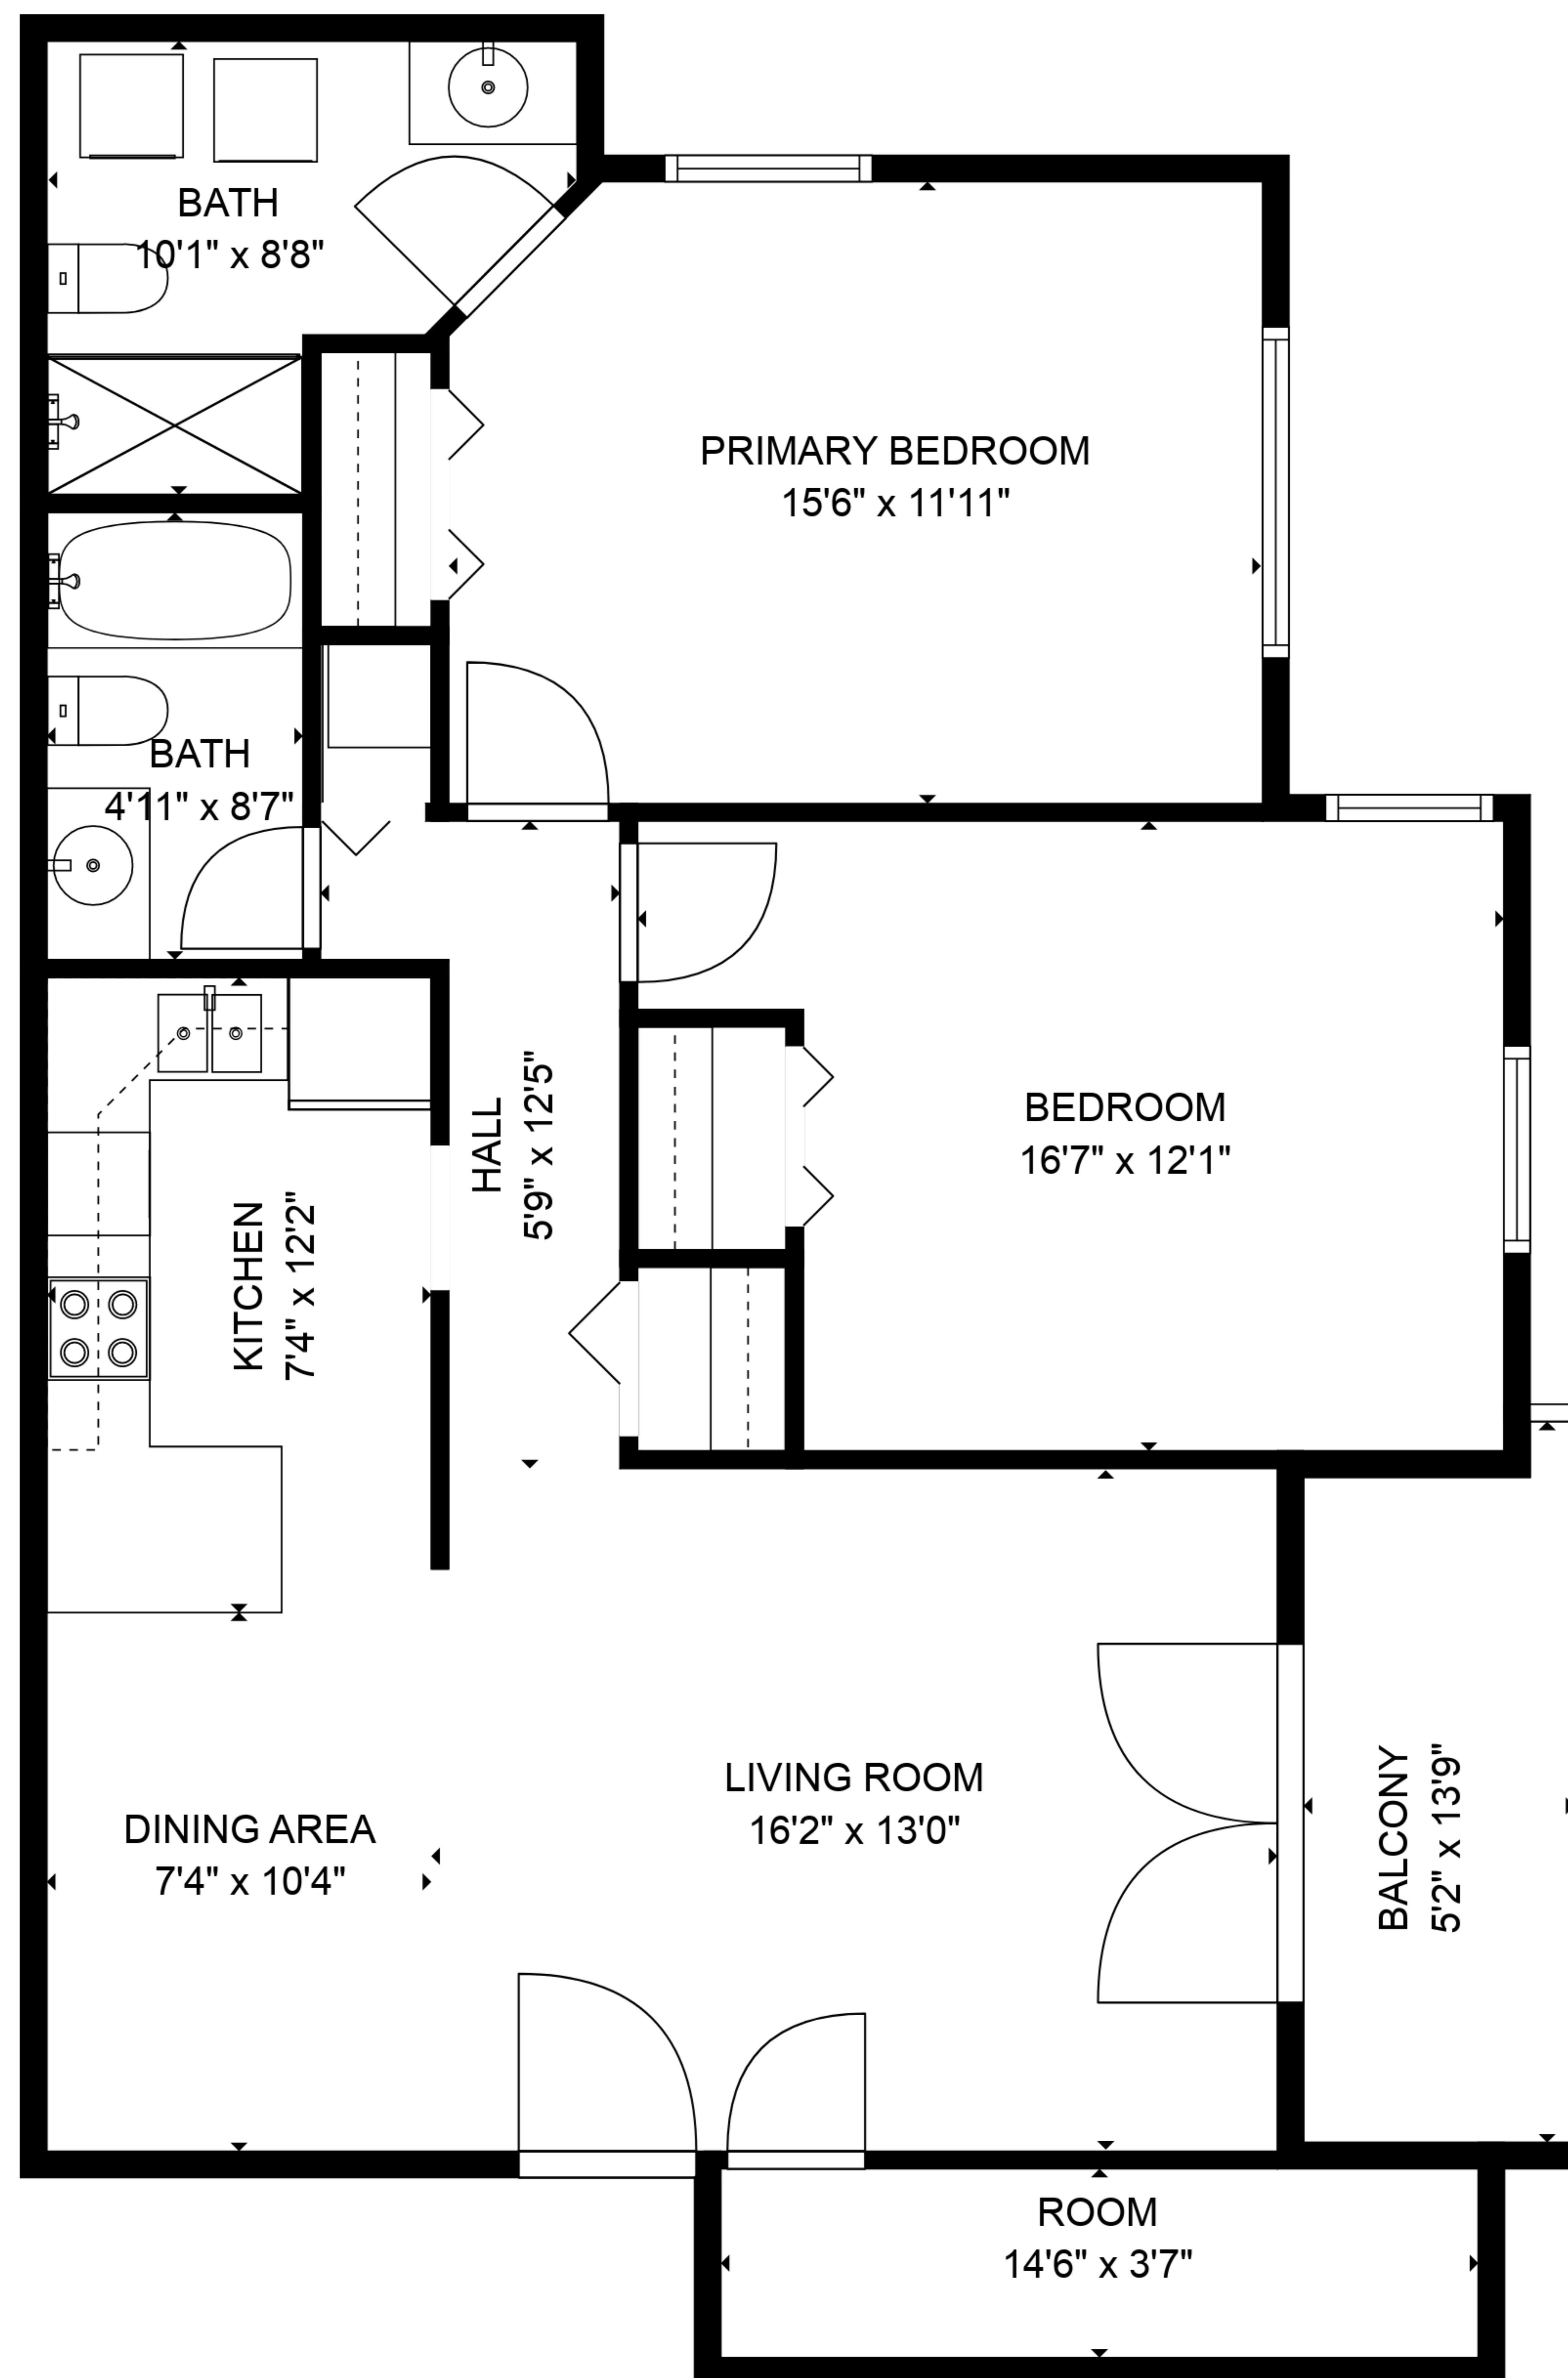 BATH
10'1" x 8'8"
PRIMARY BEDROOM
15'6" x 11'11"
BATH
4'11" x 8'7"
HALL
5'9" x 12'5"
BEDROOM
16'7" x 12'1"
KITCHEN
7'4" x 12'2"
LIVING ROOM
16'2" x 13'0"
DINING AREA
7'4" x 10'4"
BALCONY
5'2" x 13'9"
ROOM
14'6" x 3'7"